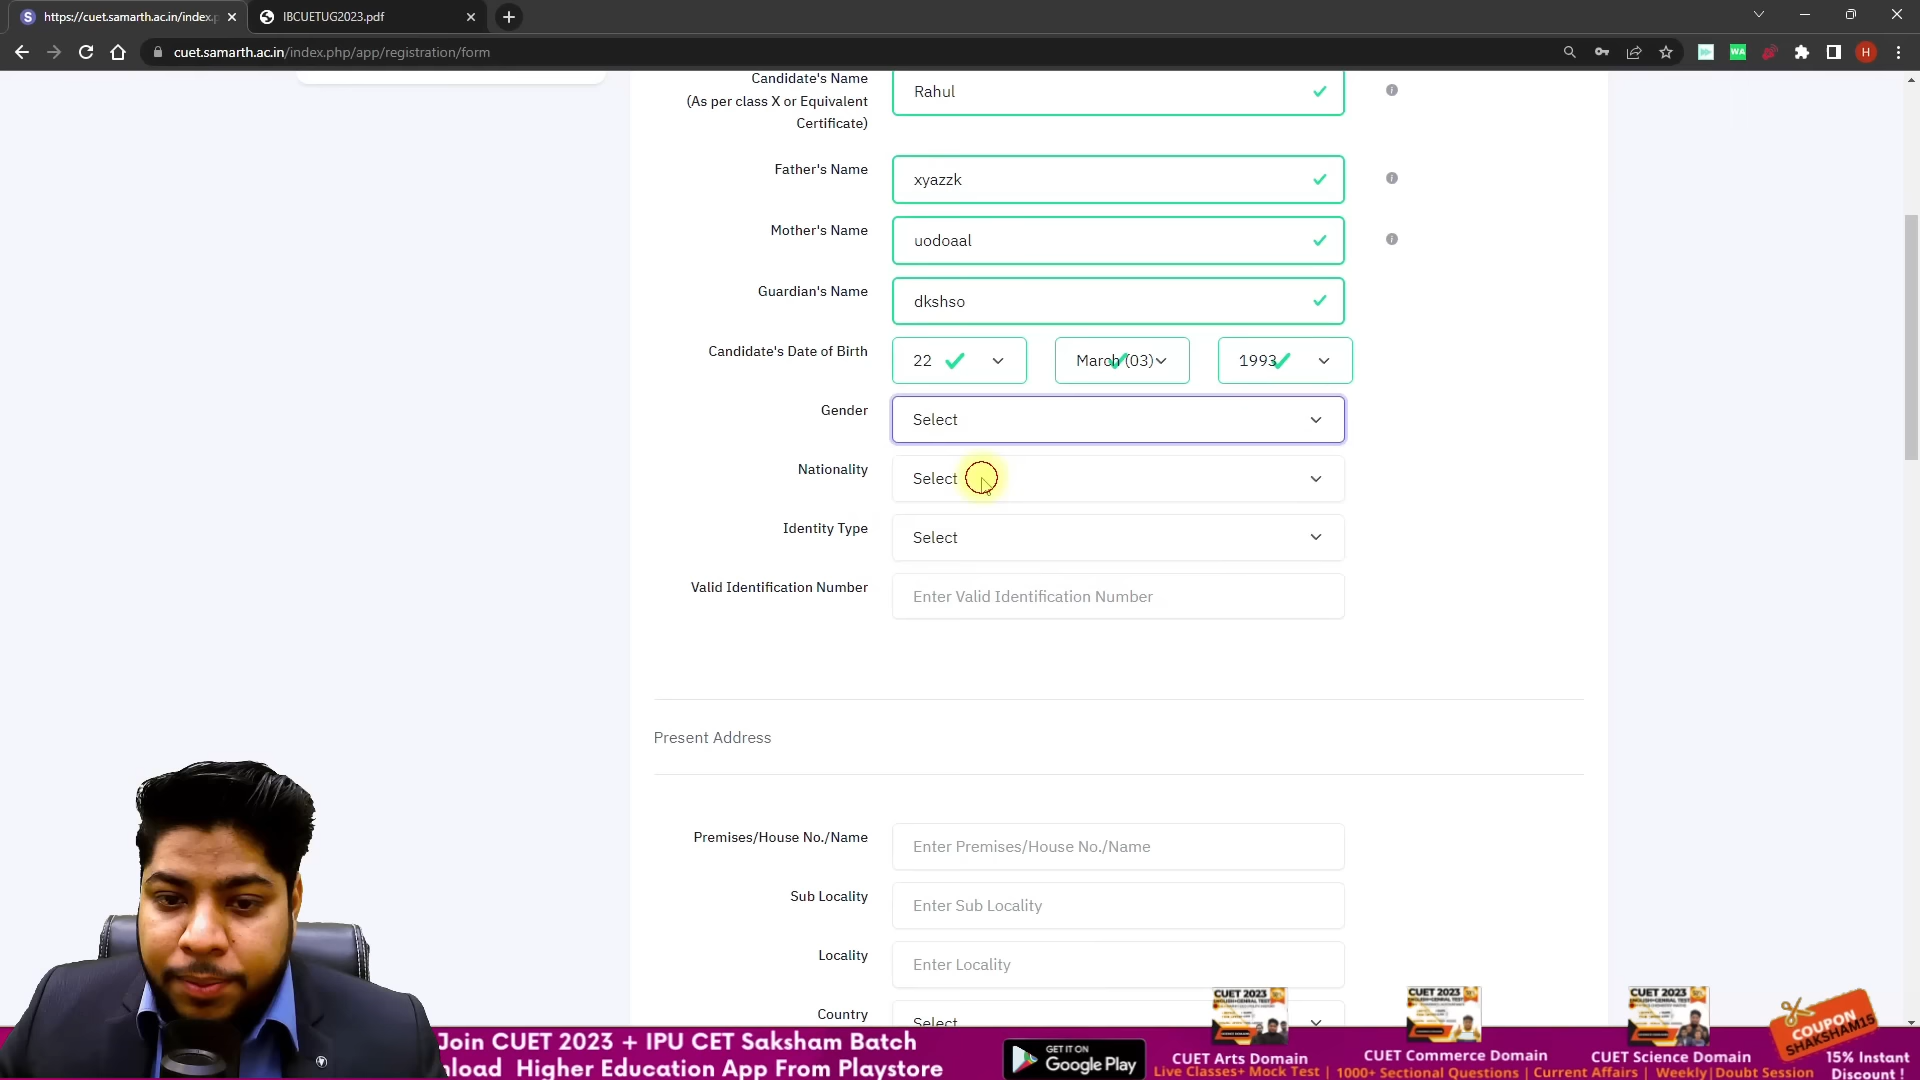 https://cuet.samarth.ac.in/index.p
IBCUETUG2023.pdf
cuet.samarth.ac.in/index.php/app/registration/form
WA
H
Candidate's Name
(As per class X or Equivalent
Certificate)
Rahul
Father's Name
xyazzk
Mother's Name
uodoaal
Guardian's Name
dkshso
Candidate's Date of Birth
22
March (03)
1993
Gender
Select
Nationality
Select
Identity Type
Select
Valid Identification Number
Enter Valid Identification Number
Present Address
Premises/House No./Name
Enter Premises/House No./Name
Sub Locality
Enter Sub Locality
Locality
Enter Locality
Country
Select
Join CUET 2023 + IPU CET Saksham Batch
nload Higher Education App From Playstore
GET IT ON
Google Play
CUET 2023
CUET Arts Domain
CUET 2023
CUET Commerce Domain
CUET 2023
CUET Science Domain
Live Classes+ Mock Test | 1000+ Sectional Questions | Current Affairs | Weekly|Doubt Session
COUPON
SHAKSHAM15
15% Instant
Discount !